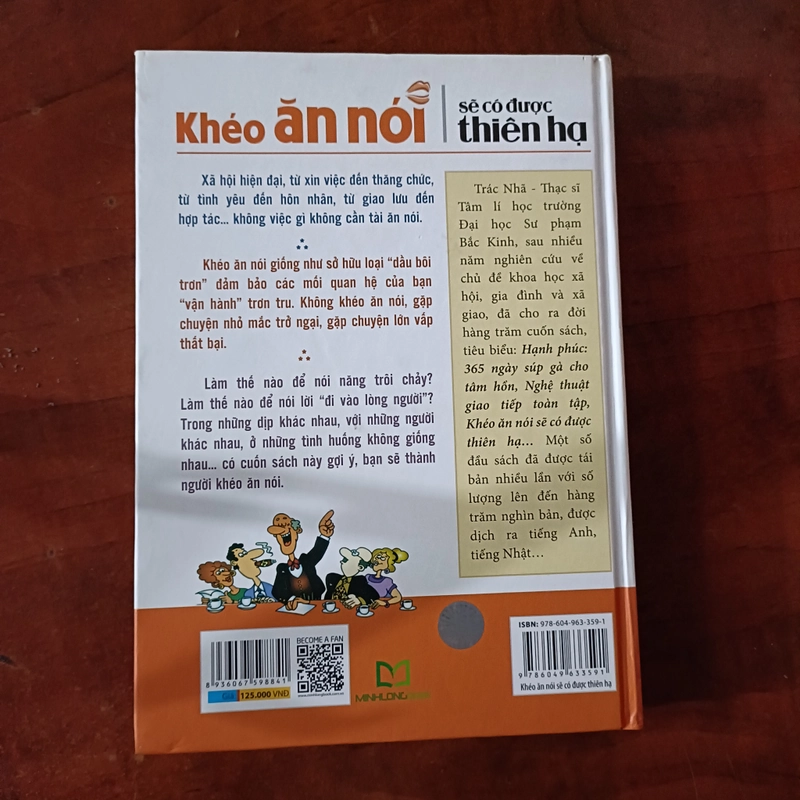 Khéo ăn nói
sẽ có được
thiên hạ
Xã hội hiện đại, từ xin việc đến thăng chức,
từ tình yêu đến hôn nhân, từ giao lưu đến
hợp tác... không việc gì không cần tài ăn nói.
Khéo ăn nói giống như sở hữu loại “dầu bôi
trơn” đảm bảo các mối quan hệ của bạn
“vận hành” trơn tru. Không khéo ăn nói, gặp
chuyện nhỏ mắc trở ngại, gặp chuyện lớn vấp
thất bại.
Làm thế nào để nói năng trôi chảy?
Làm thế nào để nói lời “đi vào lòng người”?
Trong những dịp khác nhau, với những người
khác nhau, ở những tình huống không giống
nhau... có cuốn sách này gợi ý, bạn sẽ thành
người khéo ăn nói.
Trác Nhã - Thạc sĩ
Tâm lí học trường
Đại học Sư phạm
Bắc Kinh, sau nhiều
năm nghiên cứu về
chủ đề khoa học xã
hội, gia đình và xã
giao, đã cho ra đời
hàng trăm cuốn sách,
tiêu biểu: Hạnh phúc:
365 ngày súp gà cho
tâm hồn, Nghệ thuật
giao tiếp toàn tập,
Khéo ăn nói sẽ có được
thiên hạ... Một số
đầu sách đã được tái
bản nhiều lần với số
lượng lên đến hàng
trăm nghìn bản, được
dịch ra tiếng Anh,
tiếng Nhật...
8 936067 598841
Giá: 125.000 VNĐ
BECOME A FAN
www.minhlongbook.com.vn
MINHLONGBOOK
ISBN: 978-604-963-359-1
9 786049 633591
Khéo ăn nói sẽ có được thiên hạ